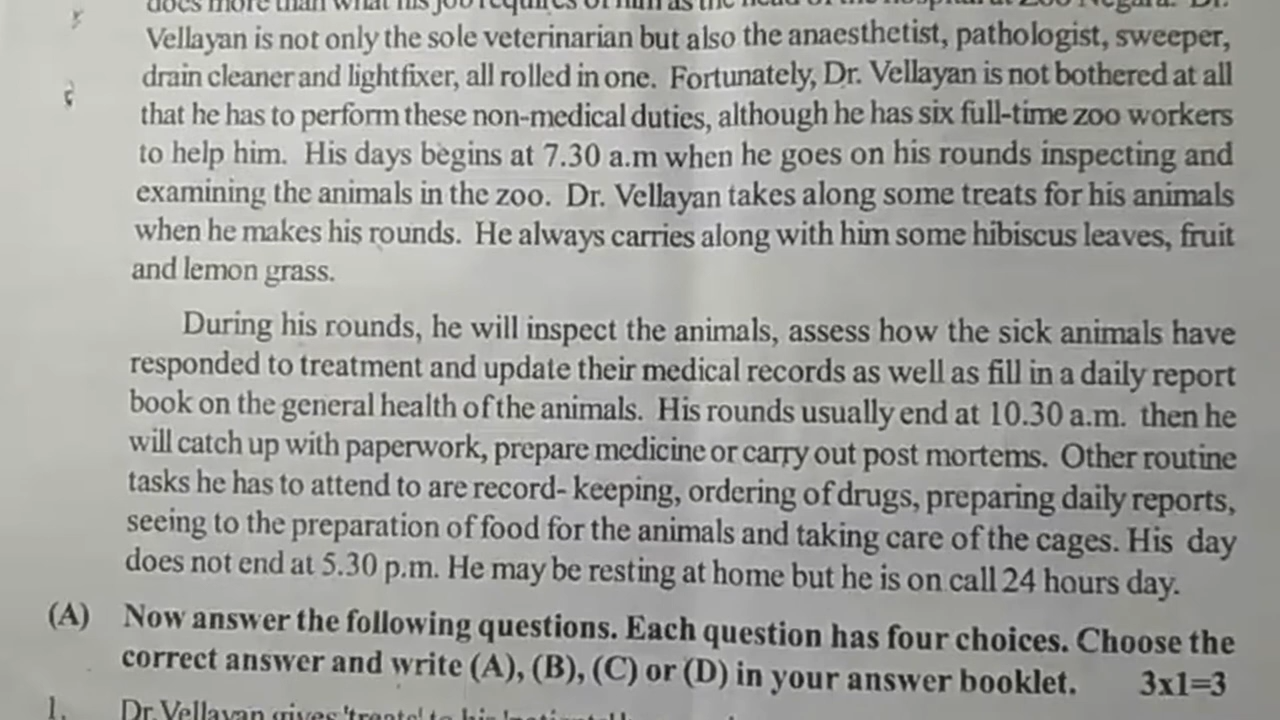 does more than what his job requires of him as the head of the hospital at Zoo Negara. Dr.
Vellayan is not only the sole veterinarian but also the anaesthetist, pathologist, sweeper,
drain cleaner and lightfixer, all rolled in one. Fortunately, Dr. Vellayan is not bothered at all
that he has to perform these non-medical duties, although he has six full-time zoo workers
to help him. His days begins at 7.30 a.m when he goes on his rounds inspecting and
examining the animals in the zoo. Dr. Vellayan takes along some treats for his animals
when he makes his rounds. He always carries along with him some hibiscus leaves, fruit
and lemon grass.
During his rounds, he will inspect the animals, assess how the sick animals have
responded to treatment and update their medical records as well as fill in a daily report
book on the general health of the animals. His rounds usually end at 10.30 a.m. then he
will catch up with paperwork, prepare medicine or carry out post mortems. Other routine
tasks he has to attend to are record- keeping, ordering of drugs, preparing daily reports,
seeing to the preparation of food for the animals and taking care of the cages. His day
does not end at 5.30 p.m. He may be resting at home but he is on call 24 hours day.
(A) Now answer the following questions. Each question has four choices. Choose the
correct answer and write (A), (B), (C) or (D) in your answer booklet. 3x1=3
1. Dr. Vellayan gives 'treats' to his